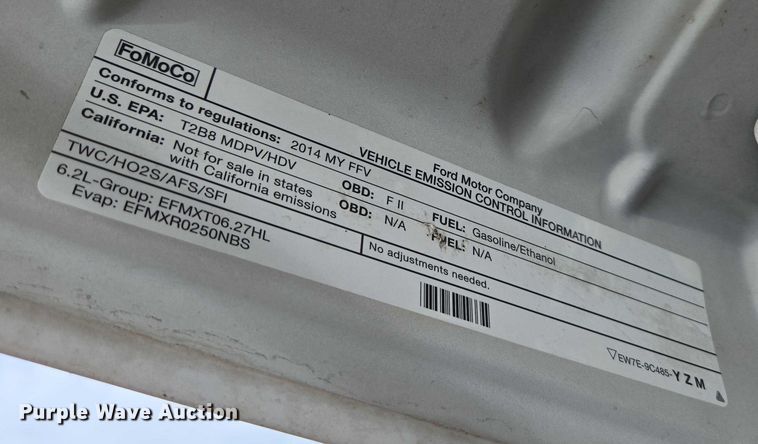 FoMoCo
Ford Motor Company
VEHICLE EMISSION CONTROL INFORMATION
Conforms to regulations: 2014 MY FFV
U.S. EPA: T2B8 MDPV/HDV OBD: F II FUEL: Gasoline/Ethanol
California: Not for sale in states with California emissions OBD: N/A FUEL: N/A
TWC/HO2S/AFS/SFI
No adjustments needed.
6.2L-Group: EFMXT06.27HL
Evap: EFMXR0250NBS
EW7E-9C485-YZM
Purple Wave Auction